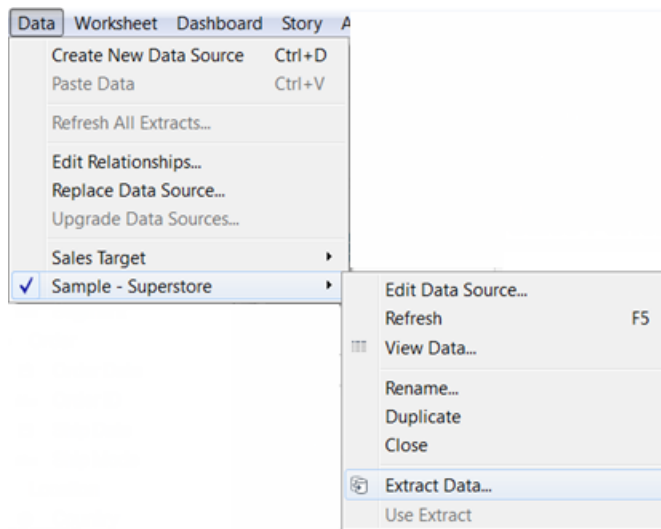 Data Worksheet Dashboard Story
Create New Data Source Ctrl+D
Paste Data Ctrl+V
Refresh All Extracts...
Edit Relationships...
Replace Data Source...
Upgrade Data Sources...
Sales Target
Sample - Superstore
Edit Data Source...
Refresh F5
View Data...
Rename...
Duplicate
Close
Extract Data...
Use Extract